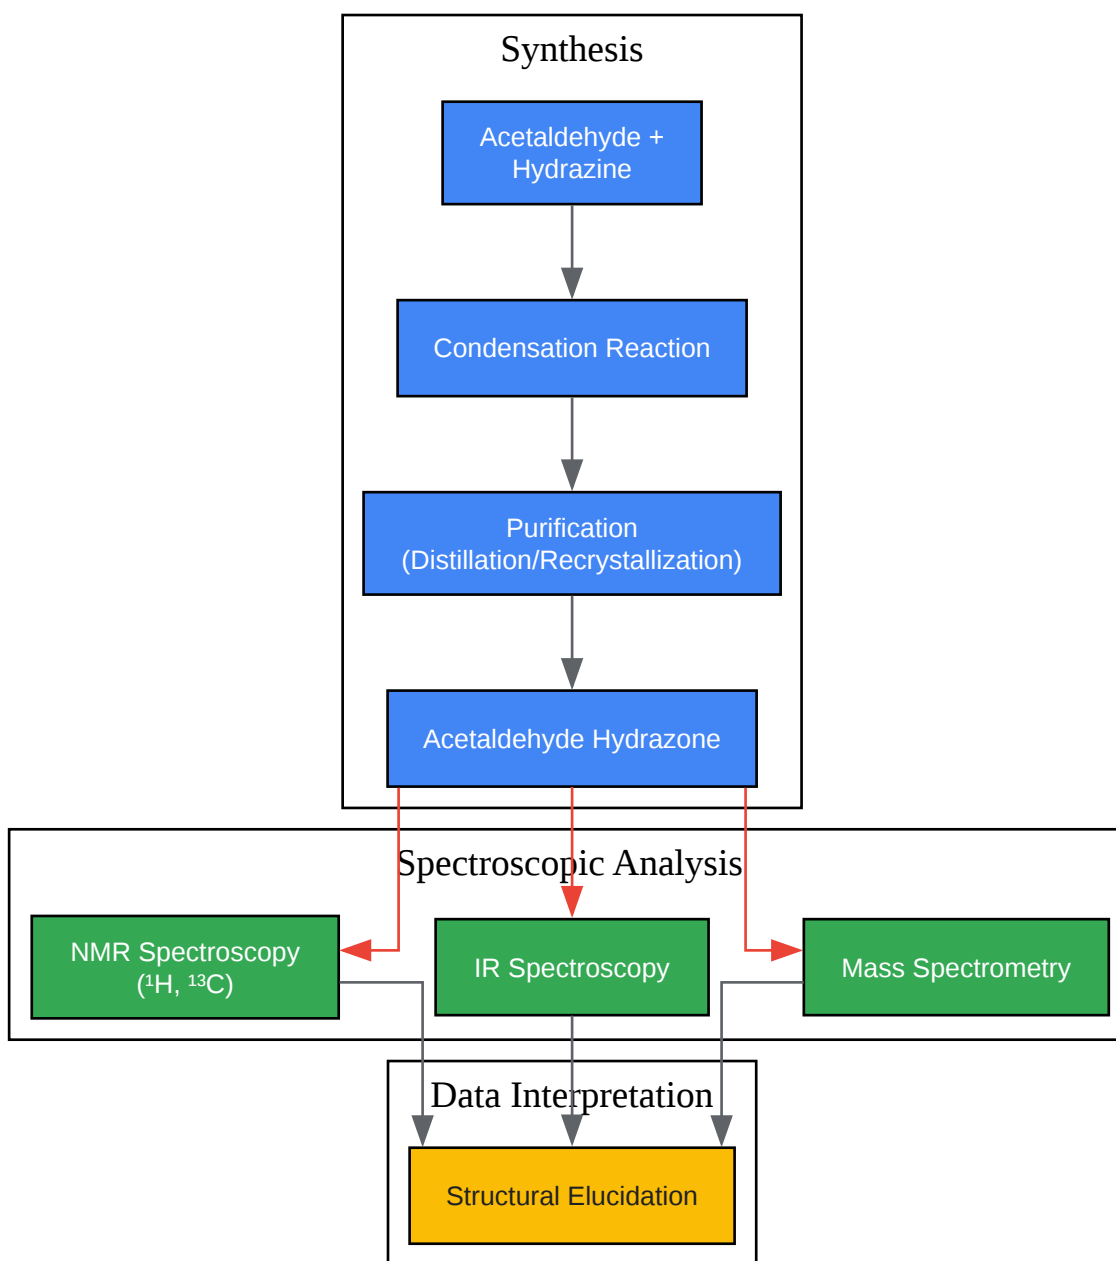 Synthesis
Acetaldehyde +
Hydrazine
Condensation Reaction
Purification
(Distillation/Recrystallization)
Acetaldehyde Hydrazone
Spectroscopic Analysis
NMR Spectroscopy
(¹H, ¹³C)
IR Spectroscopy
Mass Spectrometry
Data Interpretation
Structural Elucidation